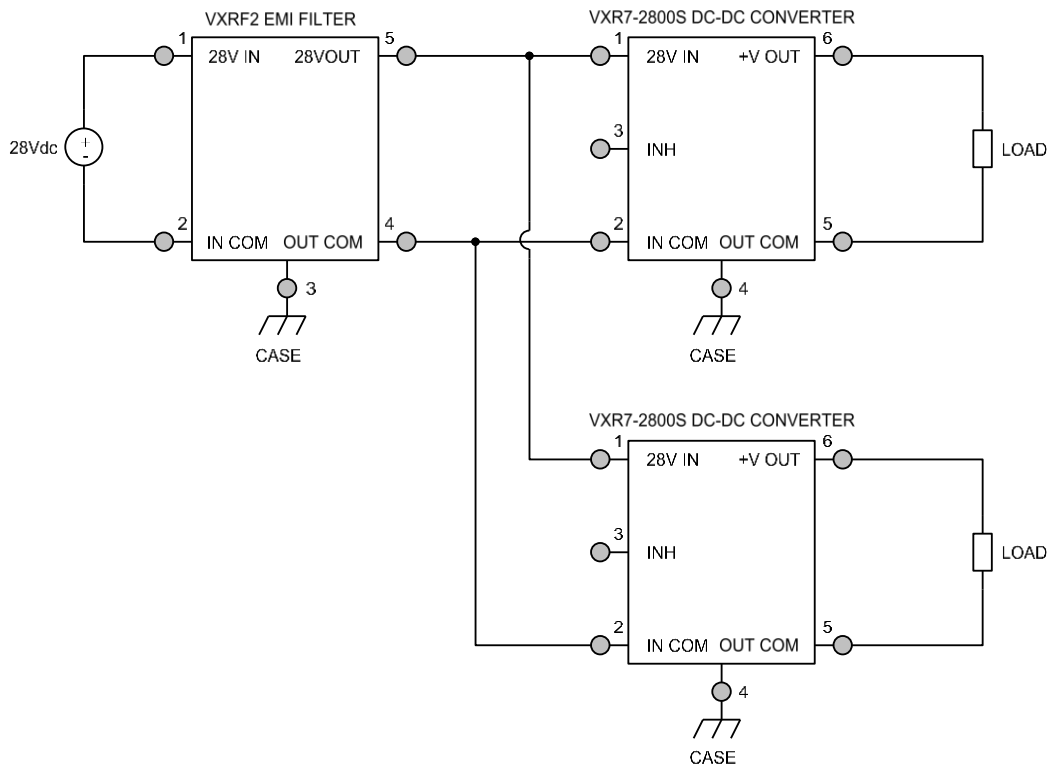 VXRF2 EMI FILTER
VXR7-2800S DC-DC CONVERTER
1
5
28V IN
28VOUT
1
6
28V IN
+V OUT
3
INH
28Vdc
+
-
LOAD
2
4
IN COM
OUT COM
2
5
IN COM
OUT COM
3
CASE
4
CASE
VXR7-2800S DC-DC CONVERTER
1
6
28V IN
+V OUT
3
INH
LOAD
2
5
IN COM
OUT COM
4
CASE